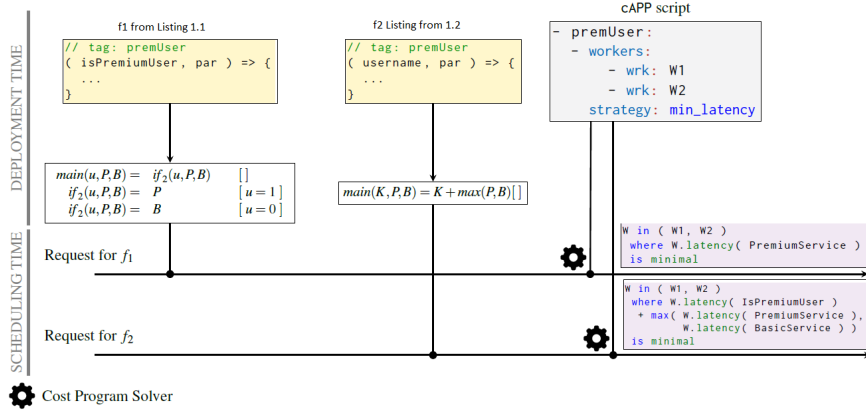 f1 from Listing 1.1
f2 Listing from 1.2
cAPP script
DEPLOYMENT TIME
// tag: premUser
( isPremiumUser, par ) => {
...
}
// tag: premUser
( username, par ) => {
...
}
- premUser:
- workers:
- wrk: W1
- wrk: W2
strategy: min_latency
main(u,P,B) = if₂(u,P,B) [ ]
if₂(u,P,B) = P [u = 1]
if₂(u,P,B) = B [u = 0]
main(K,P,B) = K + max(P,B)[ ]
SCHEDULING TIME
Request for f₁
W in ( W1, W2 )
where W.latency( PremiumService )
is minimal
Request for f₂
W in ( W1, W2 )
where W.latency( IsPremiumUser )
+ max( W.latency( PremiumService ),
W.latency( BasicService ) )
is minimal
Cost Program Solver